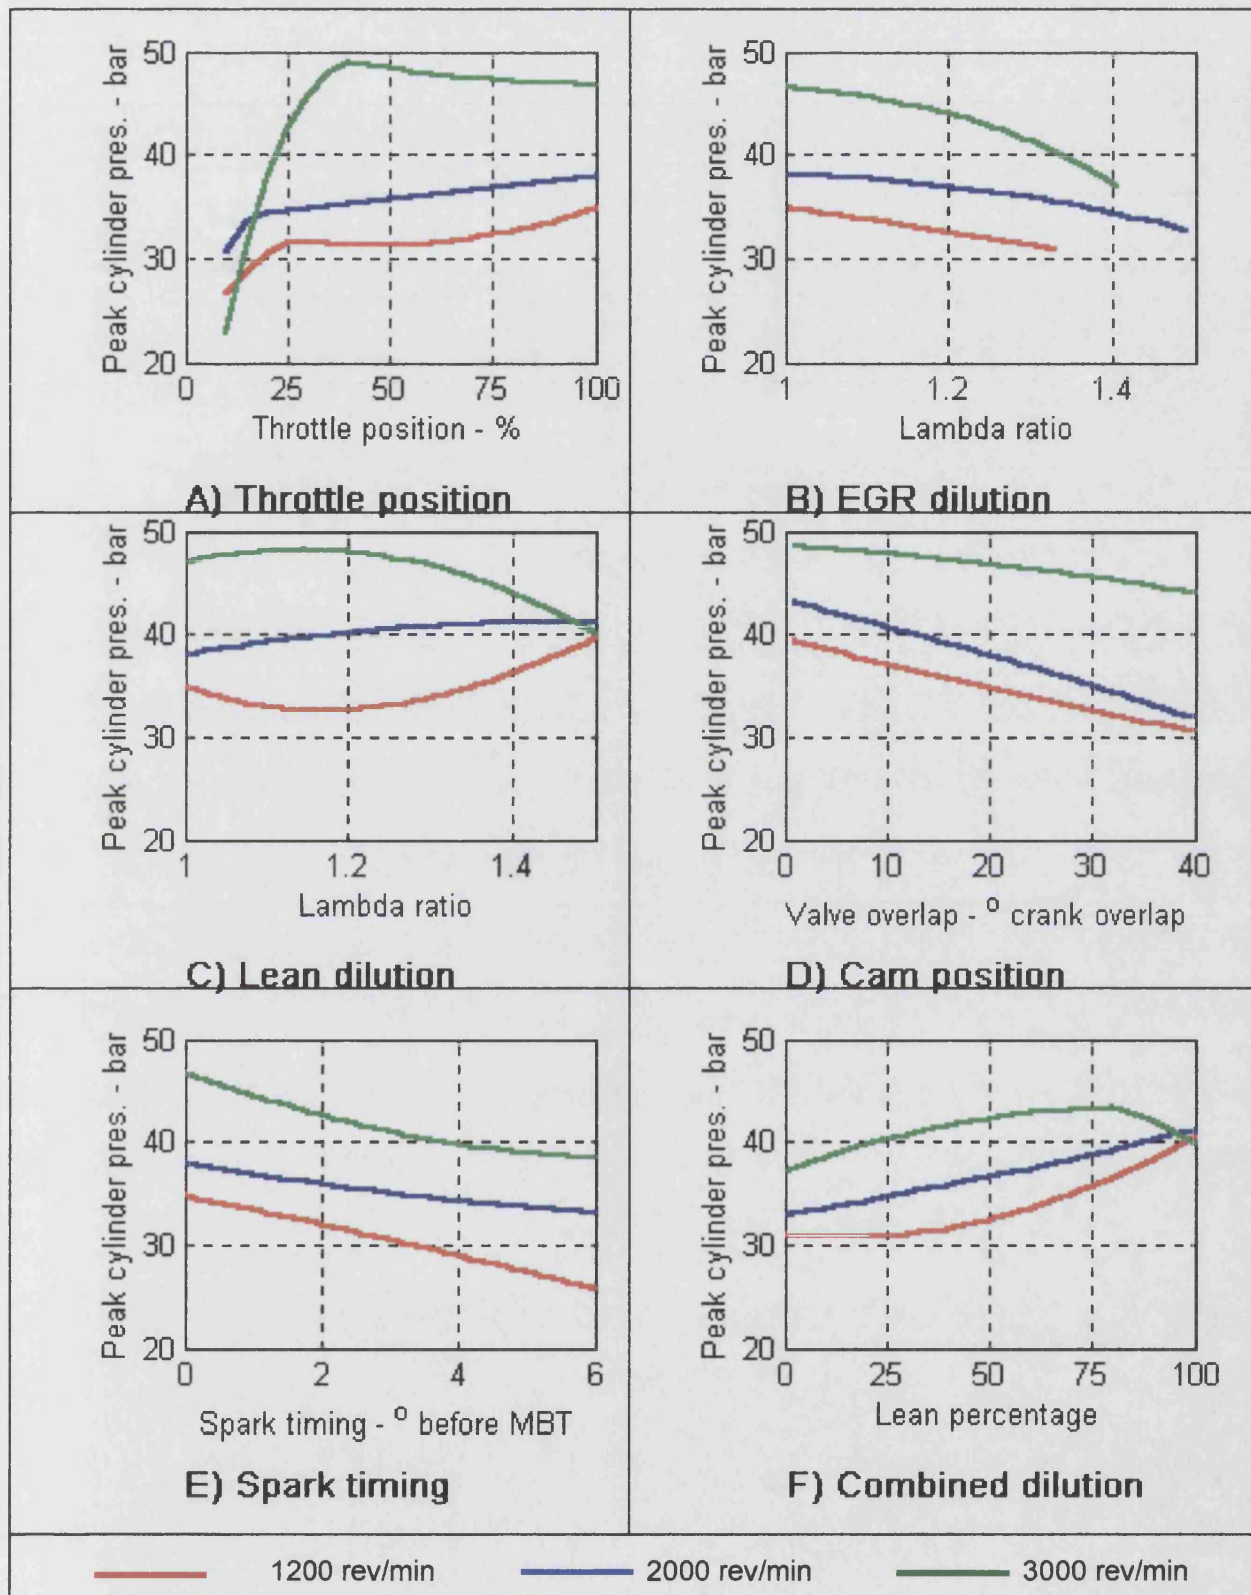 Peak cylinder pres. - bar
50
40
30
20
0
25
50
75
100
Throttle position - %
A) Throttle position
Peak cylinder pres. - bar
50
40
30
20
1
1.2
1.4
Lambda ratio
B) EGR dilution
Peak cylinder pres. - bar
50
40
30
20
1
1.2
1.4
Lambda ratio
C) Lean dilution
Peak cylinder pres. - bar
50
40
30
20
0
10
20
30
40
Valve overlap - ° crank overlap
D) Cam position
Peak cylinder pres. - bar
50
40
30
20
0
2
4
6
Spark timing - ° before MBT
E) Spark timing
Peak cylinder pres. - bar
50
40
30
20
0
25
50
75
100
Lean percentage
F) Combined dilution
1200 rev/min
2000 rev/min
3000 rev/min